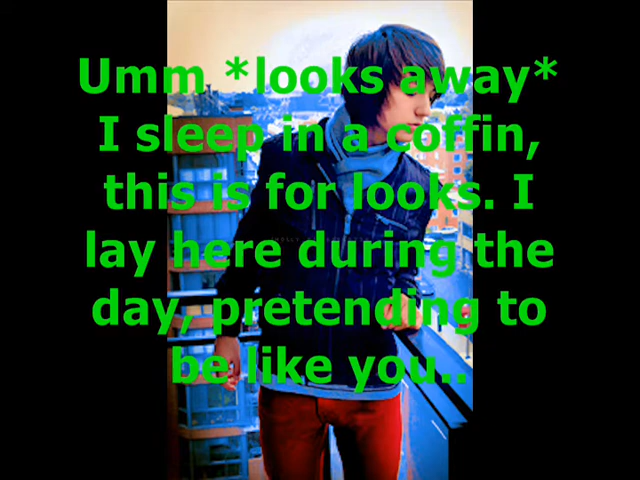 Umm *looks away*
I sleep in a coffin,
this is for looks. I
lay here during the
day, pretending to
be like you..